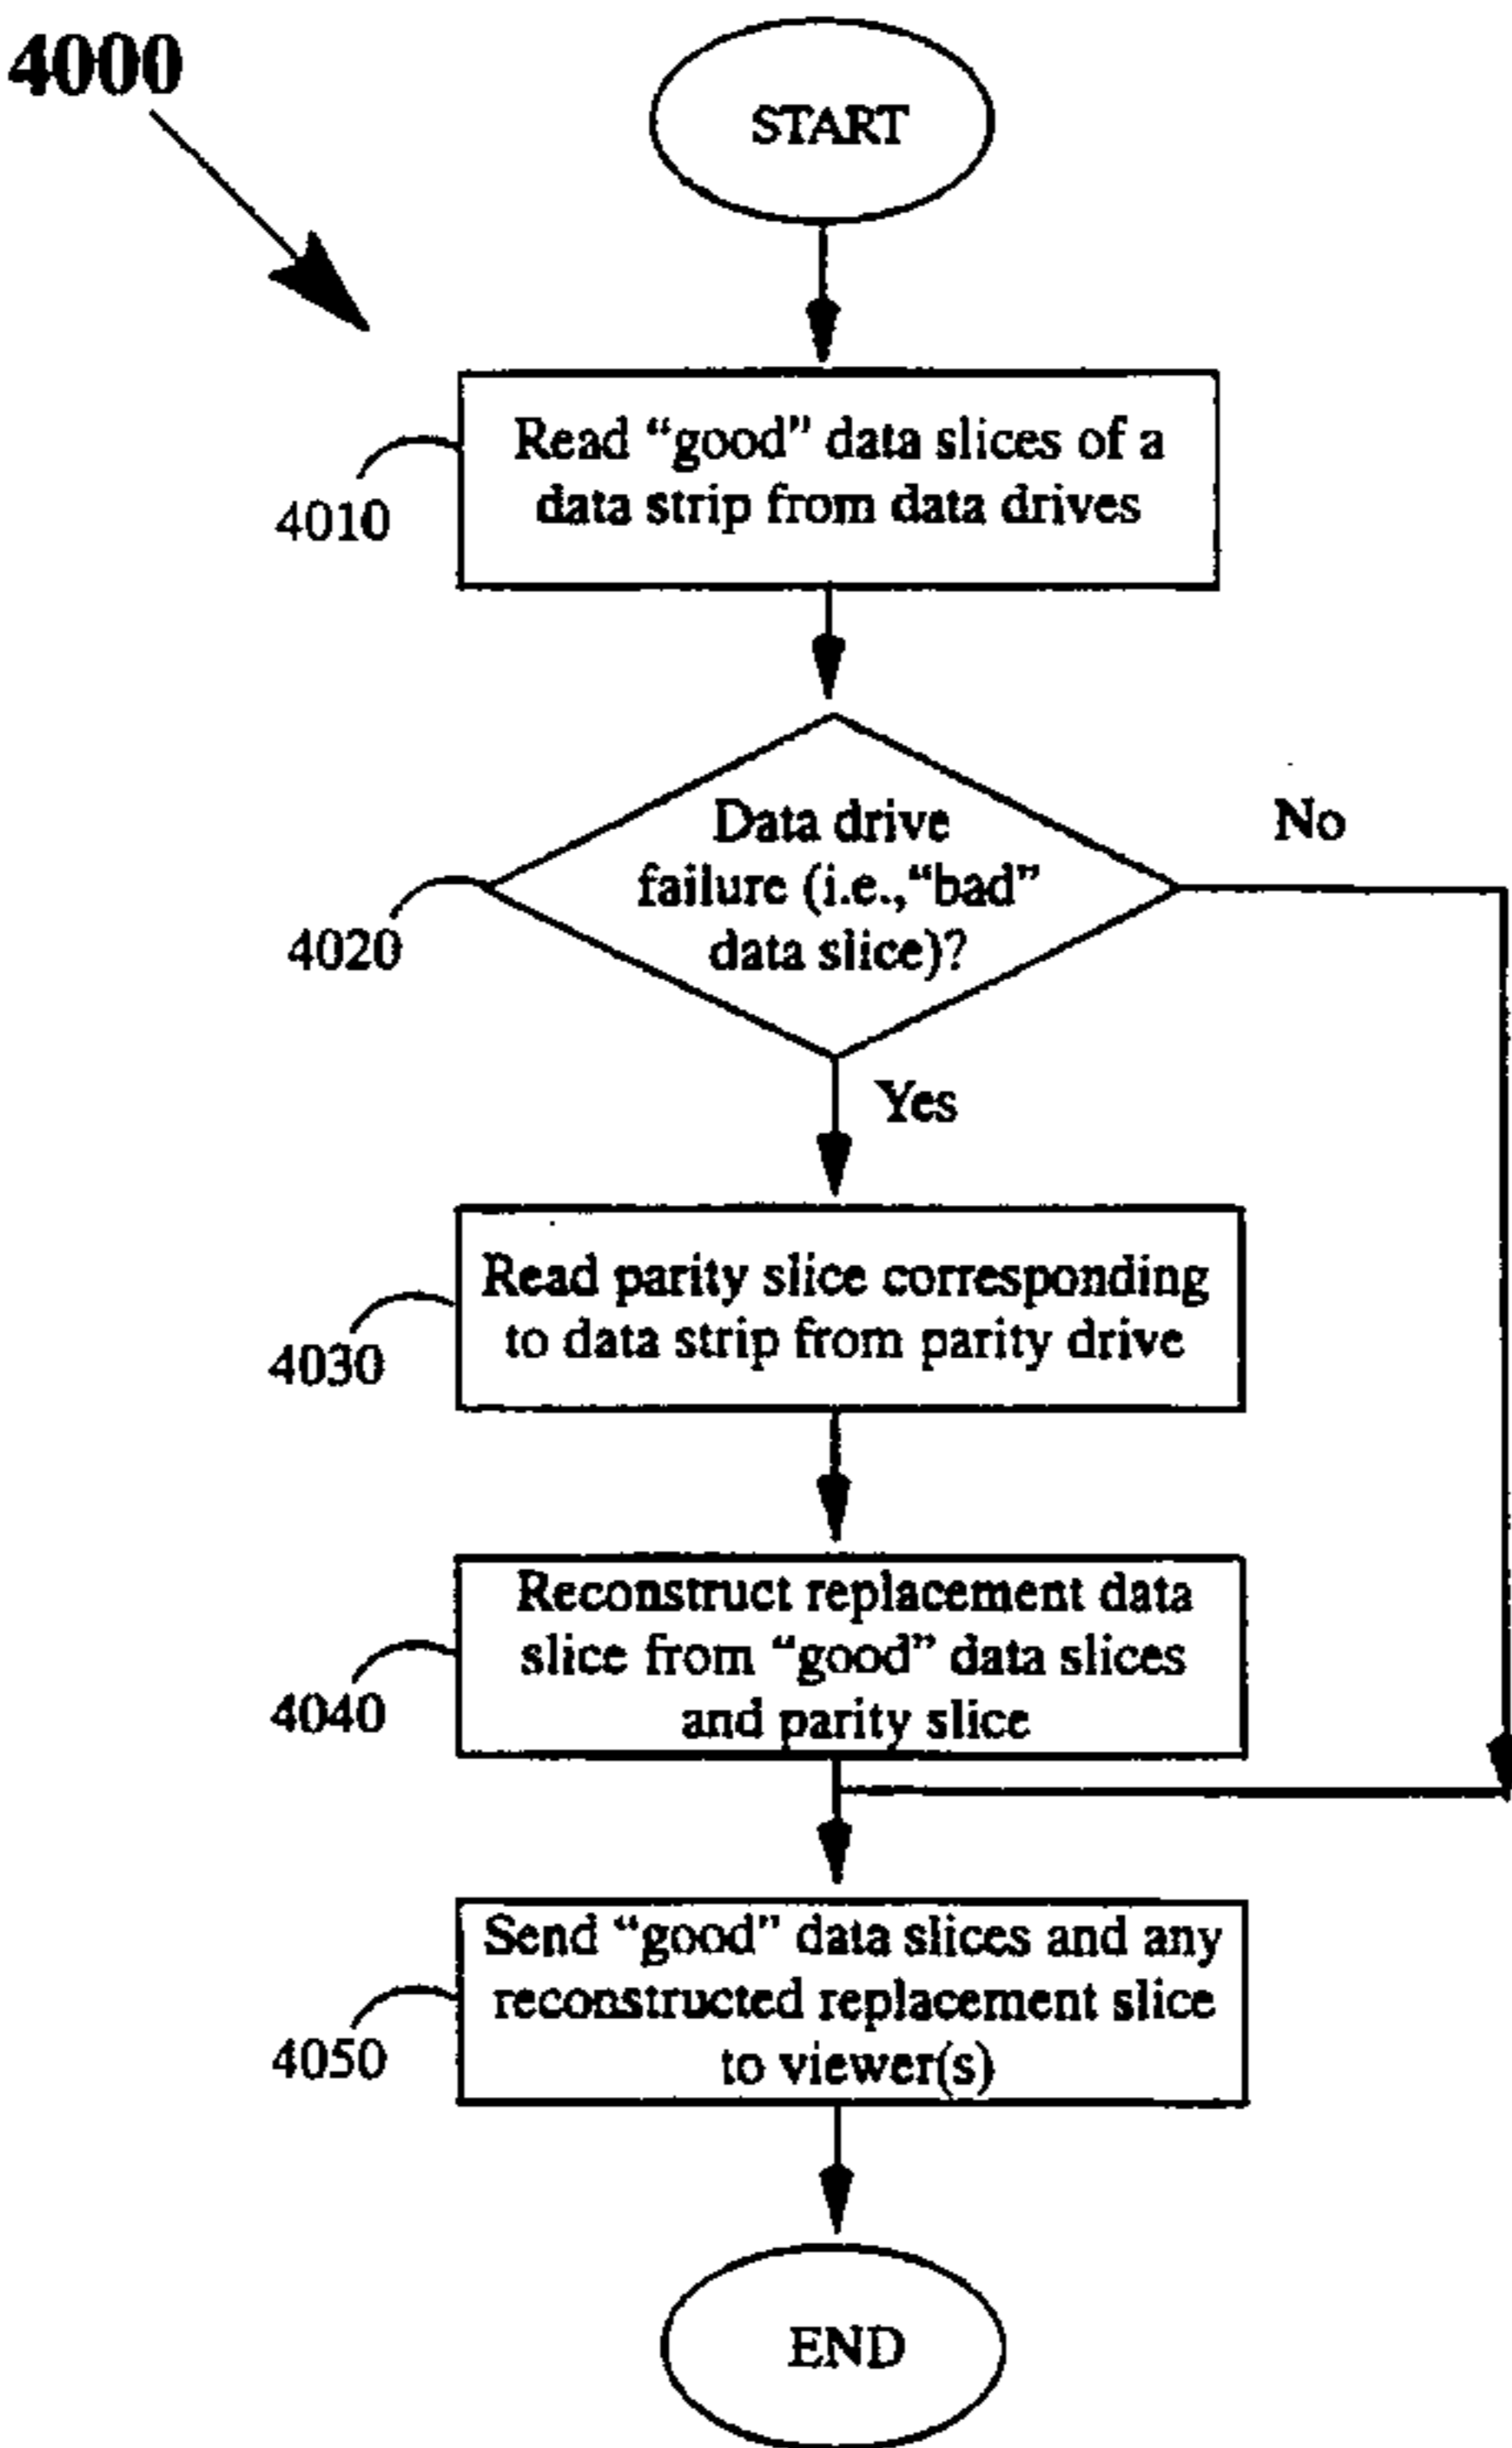 4000
START
Read “good” data slices of a
data strip from data drives
4010
Data drive
failure (i.e.,“bad”
data slice)?
No
4020
Yes
Read parity slice corresponding
to data strip from parity drive
4030
Reconstruct replacement data
slice from “good” data slices
and parity slice
4040
Send “good” data slices and any
reconstructed replacement slice
to viewer(s)
4050
END